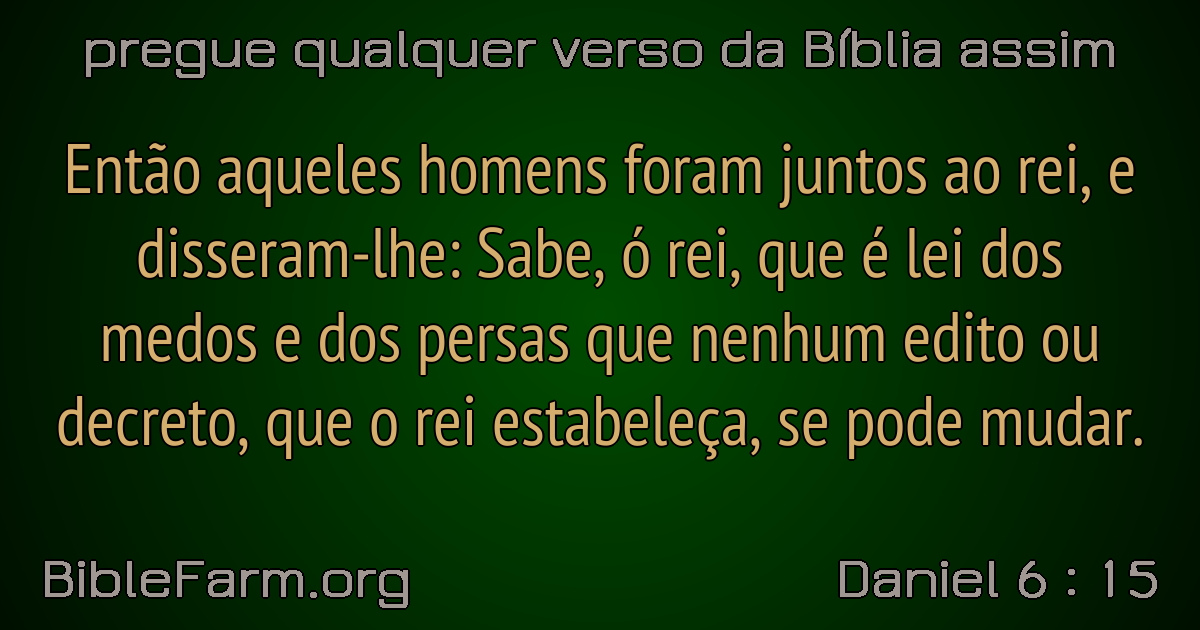 pregue qualquer verso da Bíblia assim
Então aqueles homens foram juntos ao rei, e
disseram-lhe: Sabe, ó rei, que é lei dos
medos e dos persas que nenhum edito ou
decreto, que o rei estabeleça, se pode mudar.
BibleFarm.org
Daniel 6 : 15